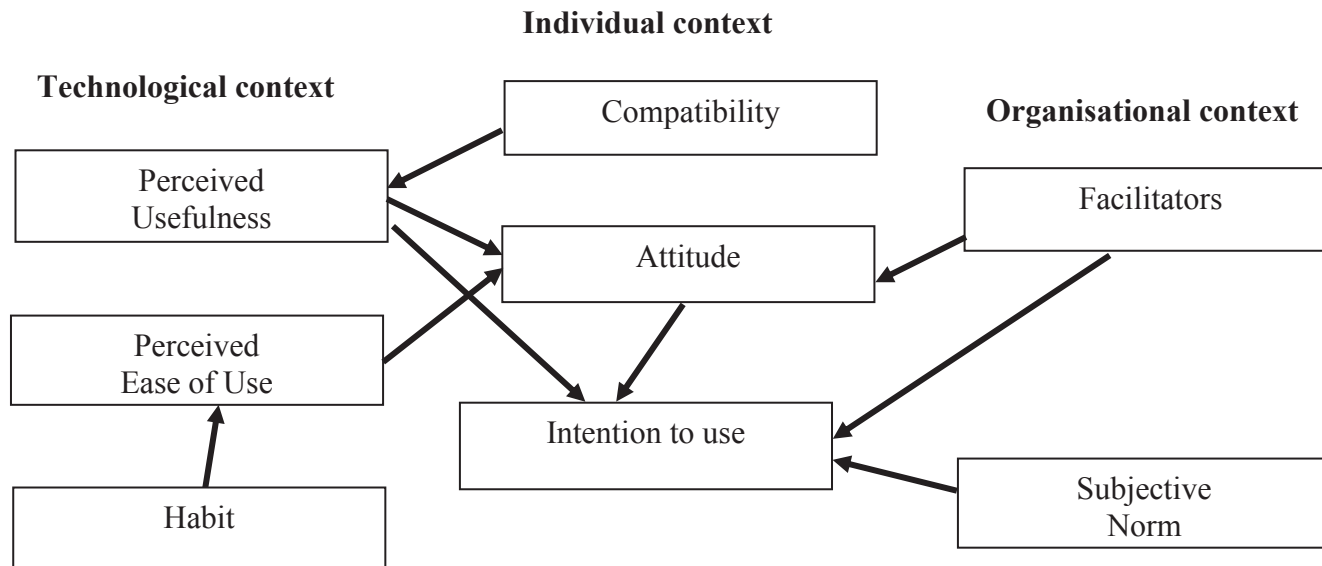 Individual context
Technological context
Compatibility
Organisational context
Perceived
Usefulness
Facilitators
Attitude
Perceived
Ease of Use
Intention to use
Habit
Subjective
Norm